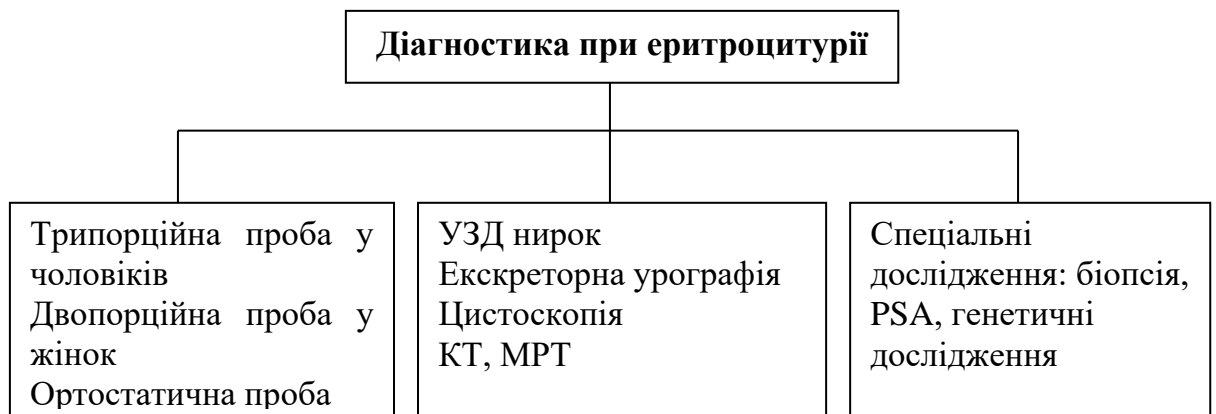 Діагностика при еритроцитурії
Трипорційна проба у
чоловіків
Двопорційна проба у
жінок
Ортостатична проба
УЗД нирок
Екскреторна урографія
Цистоскопія
КТ, МРТ
Спеціальні
дослідження: біопсія,
PSA, генетичні
дослідження